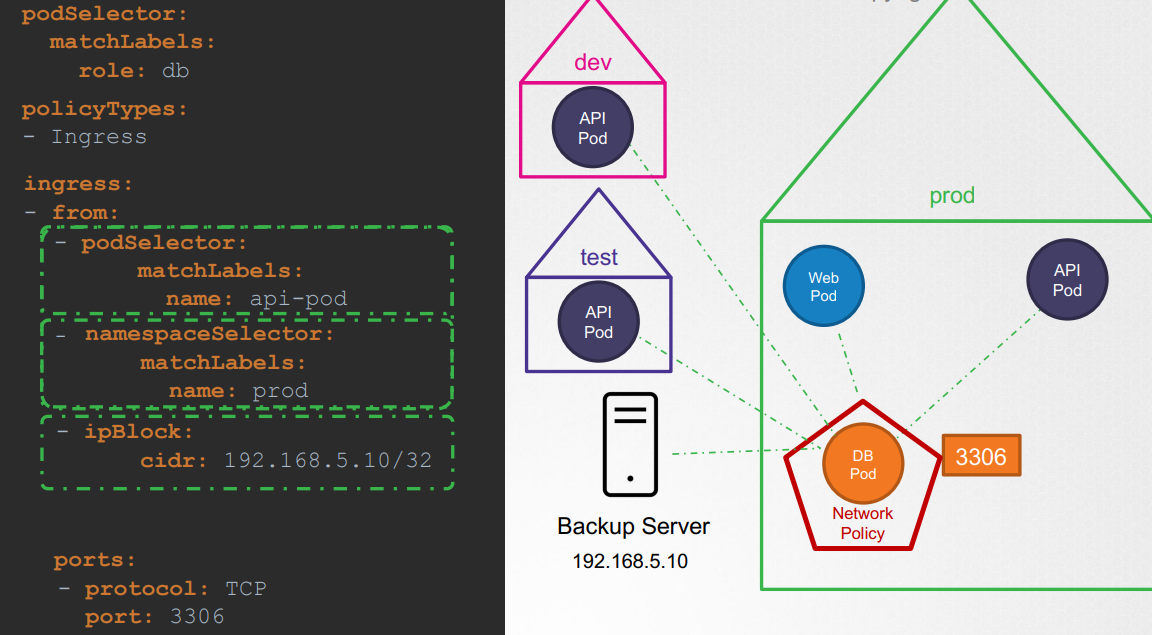 podSelector:
matchLabels:
role: db
policyTypes:
- Ingress
ingress:
- from:
- podSelector:
matchLabels:
name: api-pod
- namespaceSelector:
matchLabels:
name: prod
- ipBlock:
cidr: 192.168.5.10/32
ports:
- protocol: TCP
port: 3306
dev
API
Pod
test
API
Pod
Backup Server
192.168.5.10
prod
Web
Pod
API
Pod
DB
Pod
Network
Policy
3306